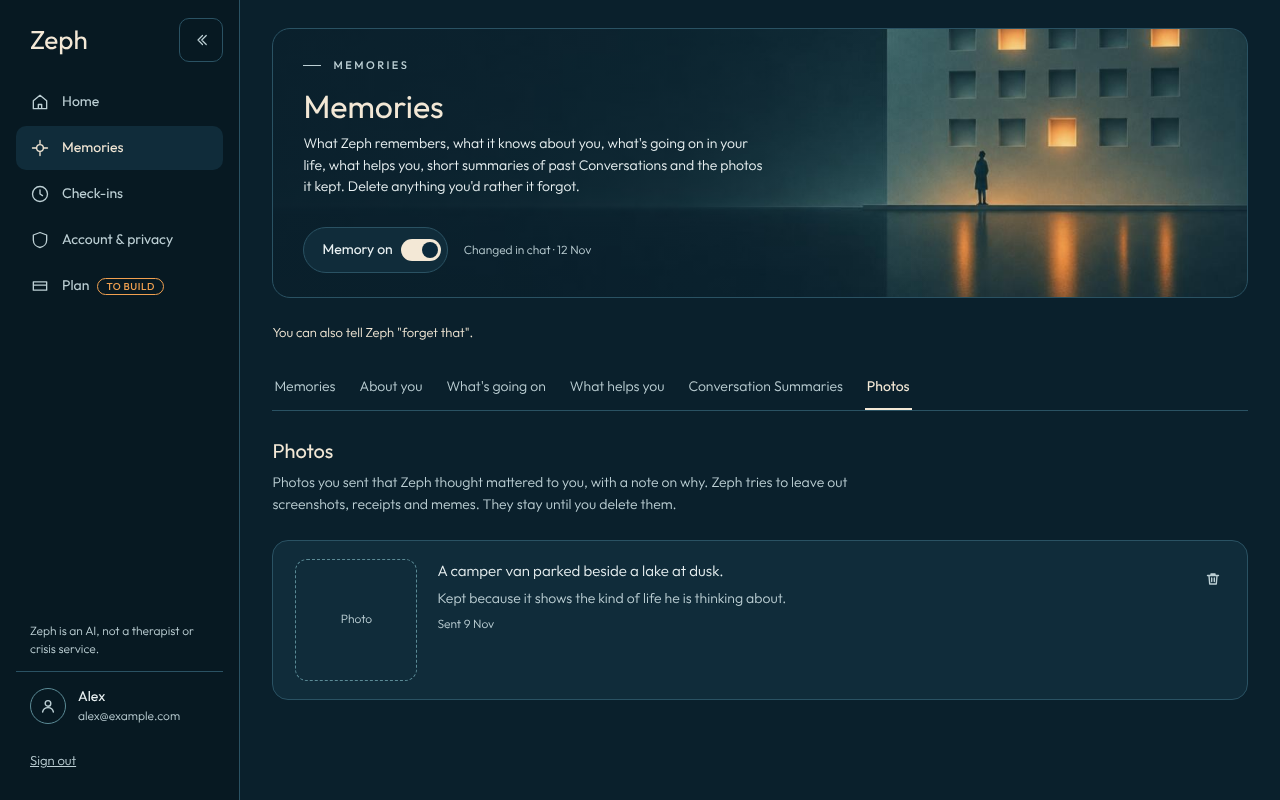 Zeph
Home
Memories
Check-ins
Account & privacy
Plan TO BUILD
Zeph is an AI, not a therapist or
crisis service.
Alex
alex@example.com
Sign out
MEMORIES
Memories
What Zeph remembers, what it knows about you, what's going on in your
life, what helps you, short summaries of past Conversations and the photos
it kept. Delete anything you'd rather it forgot.
Memory on
Changed in chat · 12 Nov
You can also tell Zeph "forget that".
Memories About you What's going on What helps you Conversation Summaries Photos
Photos
Photos you sent that Zeph thought mattered to you, with a note on why. Zeph tries to leave out
screenshots, receipts and memes. They stay until you delete them.
Photo
A camper van parked beside a lake at dusk.
Kept because it shows the kind of life he is thinking about.
Sent 9 Nov